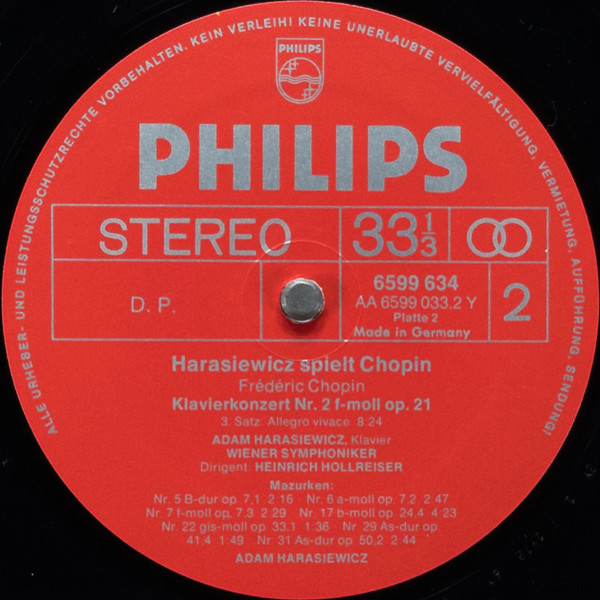 ALLE URHEBER- UND LEISTUNGSSCHUTZRECHTE VORBEHALTEN. KEIN VERLEIH! KEINE UNERLAUBTE VERVIELFÄLTIGUNG, VERMIETUNG, AUFFÜHRUNG, SENDUNG!
PHILIPS
PHILIPS
STEREO 33 1/3
D. P.
6599 634
AA 6599 033.2 Y
Platte 2
Made in Germany
2
Harasiewicz spielt Chopin
Frédéric Chopin
Klavierkonzert Nr. 2 f-moll op. 21
3. Satz: Allegro vivace 8:24
ADAM HARASIEWICZ, Klavier
WIENER SYMPHONIKER
Dirigent: HEINRICH HOLLREISER
Mazurken:
Nr. 5 B-dur op. 7,1 2:16 - Nr. 6 a-moll op. 7,2 2:47
Nr. 7 f-moll op. 7,3 2:29 - Nr. 17 b-moll op. 24,4 4:23
Nr. 22 gis-moll op. 33,1 1:36 - Nr. 29 As-dur op.
41,4 1:49 - Nr. 31 As-dur op. 50,2 2:44
ADAM HARASIEWICZ